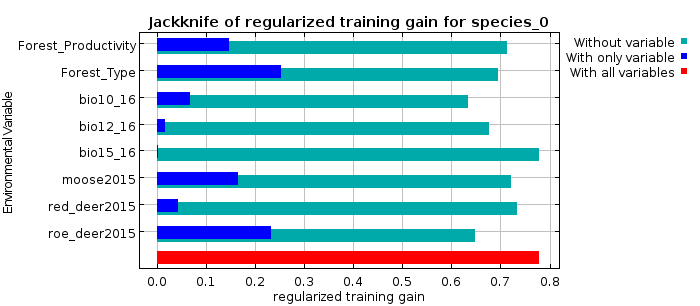 Jackknife of regularized training gain for species_0
Environmental Variable
Forest_Productivity
Forest_Type
bio10_16
bio12_16
bio15_16
moose2015
red_deer2015
roe_deer2015
0.0 0.1 0.2 0.3 0.4 0.5 0.6 0.7 0.8
regularized training gain
Without variable
With only variable
With all variables